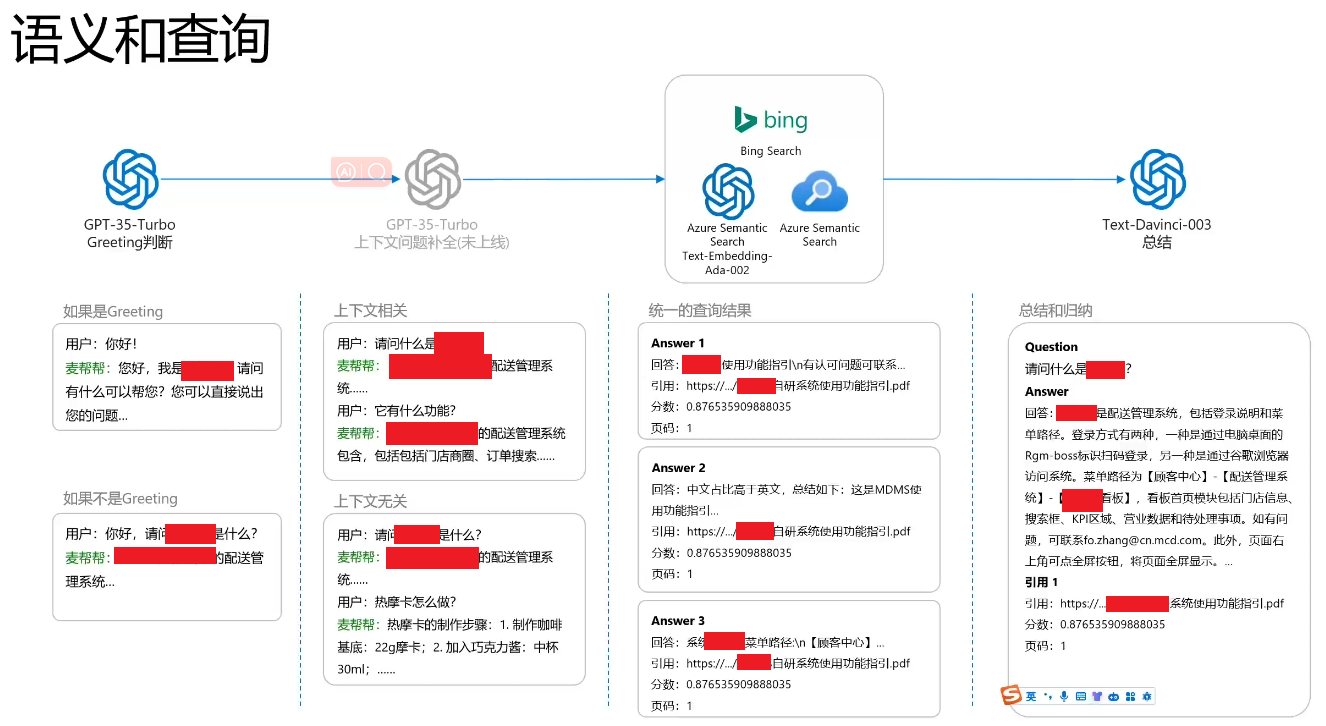 语义和查询
bing
Bing Search
GPT-35-Turbo
Greeting判断
AI
GPT-35-Turbo
上下文问题补全(未上线)
Azure Semantic
Search
Text-Embedding-
Ada-002
Azure Semantic
Search
Text-Davinci-003
总结
如果是Greeting
用户：你好！
麦帮帮：您好，我是 请问
有什么可以帮您？您可以直接说出
您的问题...
如果不是Greeting
用户：你好，请问 是什么？
麦帮帮： 的配送管
理系统...
上下文相关
用户：请问什么是
麦帮帮： 配送管理系
统......
用户：它有什么功能？
麦帮帮： 的配送管理系统
包含，包括包括门店商圈、订单搜索......
上下文无关
用户：请问 是什么？
麦帮帮： 的配送管理系
统......
用户：热摩卡怎么做？
麦帮帮：热摩卡的制作步骤：1. 制作咖啡
基底：22g摩卡；2. 加入巧克力酱：中杯
30ml；......
统一的查询结果
Answer 1
回答： 使用功能指引\n有认可问题可联系...
引用：https://.../ 自研系统使用功能指引.pdf
分数：0.876535909888035
页码：1
Answer 2
回答：中文占比高于英文，总结如下：这是MDMS使
用功能指引...
引用：https://.../ 自研系统使用功能指引.pdf
分数：0.876535909888035
页码：1
Answer 3
回答：系统 菜单路径:\n【顾客中心】...
引用：https://.../ 自研系统使用功能指引.pdf
分数：0.876535909888035
页码：1
总结和归纳
Question
请问什么是 ？
Answer
回答： 是配送管理系统，包括登录说明和菜
单路径。登录方式有两种，一种是通过电脑桌面的
Rgm-boss标识扫码登录，另一种是通过谷歌浏览器
访问系统。菜单路径为【顾客中心】-【配送管理系
统】-【 看板】，看板首页模块包括门店信息、
搜索框、KPI区域、营业数据和待处理事项。如有问
题，可联系fo.zhang@cn.mcd.com。此外，页面右
上角可点全屏按钮，将页面全屏显示。...
引用 1
引用：https://... 系统使用功能指引.pdf
分数：0.876535909888035
页码：1
S 英